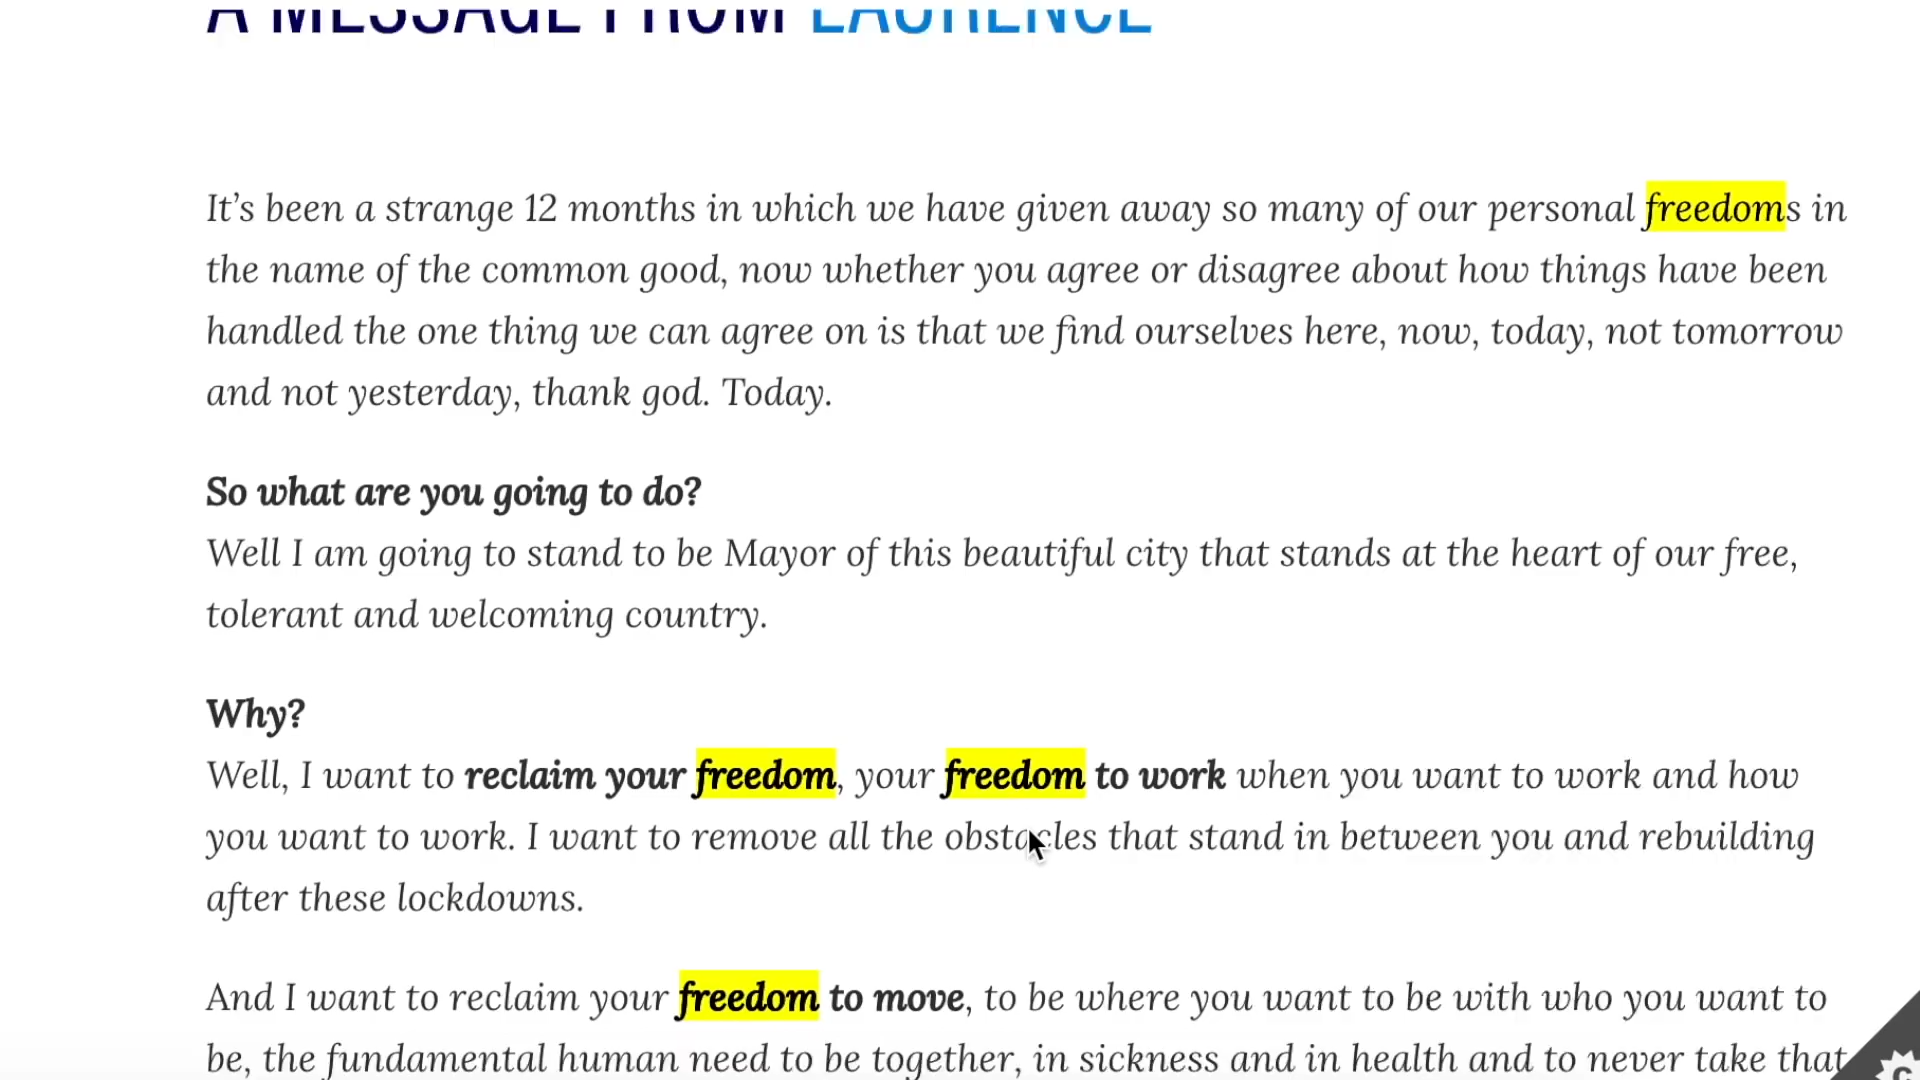 A MESSAGE FROM LAURENCE
It’s been a strange 12 months in which we have given away so many of our personal freedoms in
the name of the common good, now whether you agree or disagree about how things have been
handled the one thing we can agree on is that we find ourselves here, now, today, not tomorrow
and not yesterday, thank god. Today.
So what are you going to do?
Well I am going to stand to be Mayor of this beautiful city that stands at the heart of our free,
tolerant and welcoming country.
Why?
Well, I want to reclaim your freedom, your freedom to work when you want to work and how
you want to work. I want to remove all the obstacles that stand in between you and rebuilding
after these lockdowns.
And I want to reclaim your freedom to move, to be where you want to be with who you want to
be, the fundamental human need to be together, in sickness and in health and to never take that